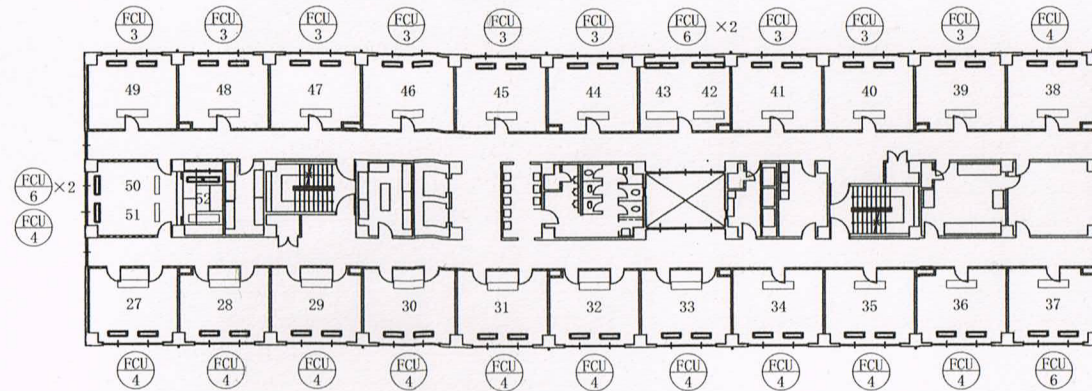 FCU 3 FCU 3 FCU 3 FCU 3 FCU 3 FCU 3 FCU 6 ×2 FCU 3 FCU 3 FCU 3 FCU 4
49 48 47 46 45 44 43 42 41 40 39 38
FCU 6 ×2
50
52
FCU 4
51
27 28 29 30 31 32 33 34 35 36 37
FCU 4 FCU 4 FCU 4 FCU 4 FCU 4 FCU 4 FCU 4 FCU 4 FCU 4 FCU 4 FCU 6